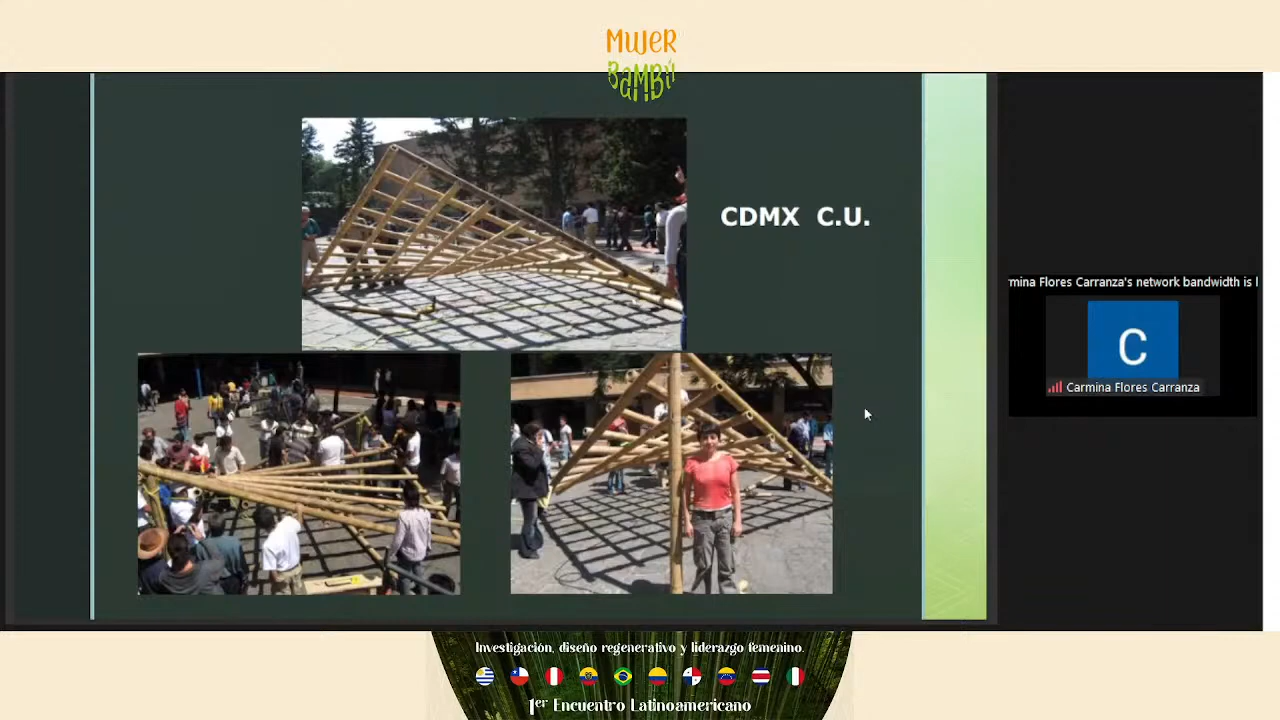 MUJER
BAMBÚ
CDMX C.U.
rmina Flores Carranza's network bandwidth is l
C
Carmina Flores Carranza
Investigación, diseño regenerativo y liderazgo femenino.
1er Encuentro Latinoamericano